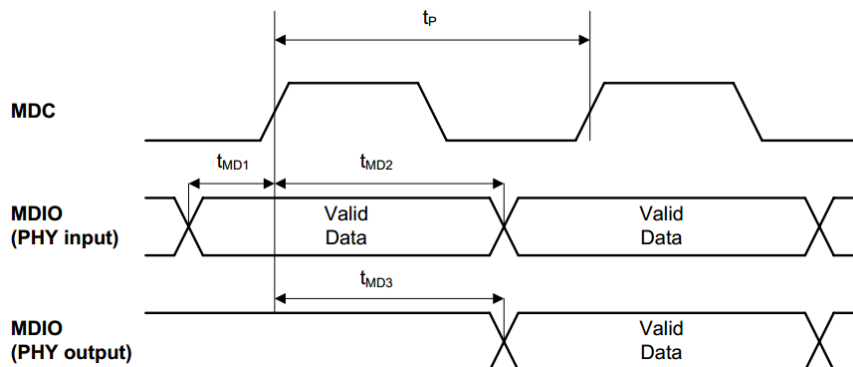 tP
MDC
tMD1
tMD2
MDIO
(PHY input)
Valid
Data
Valid
Data
tMD3
MDIO
(PHY output)
Valid
Data